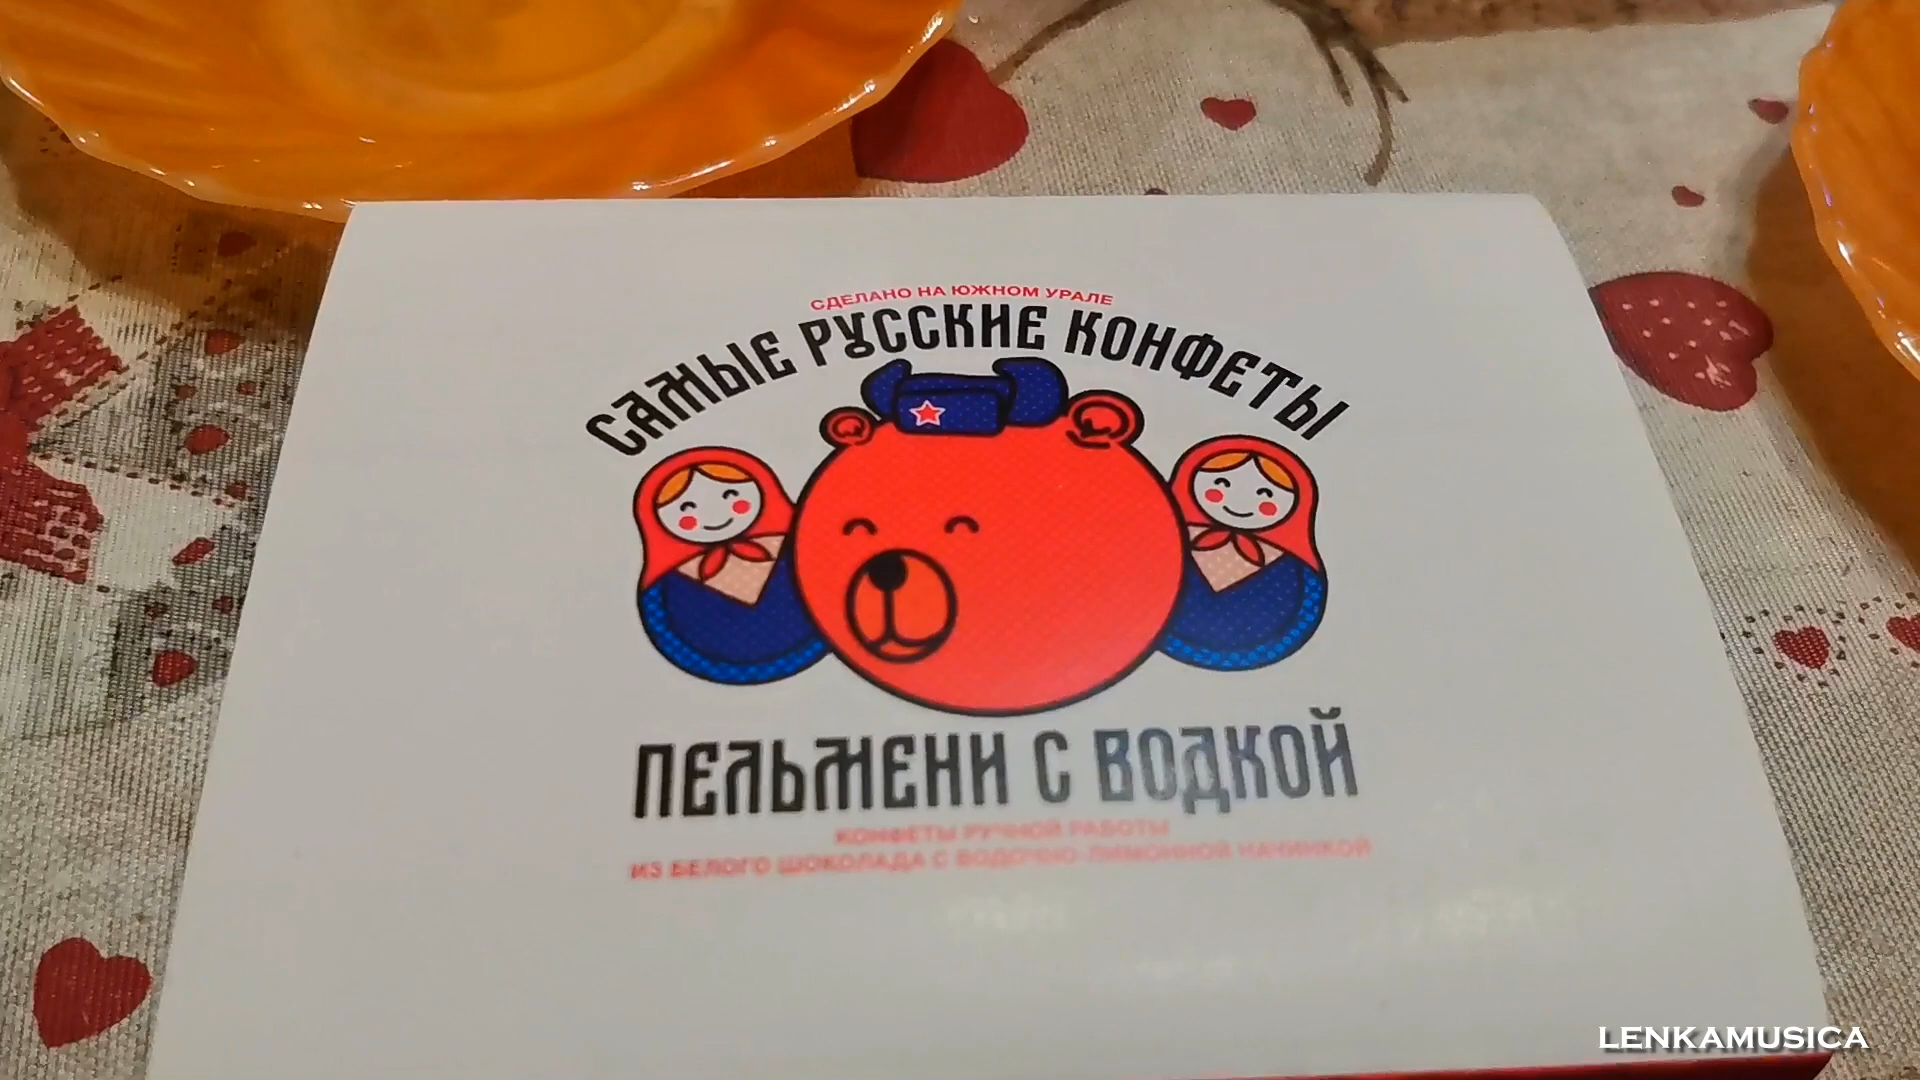 СДЕЛАНО НА ЮЖНОМ УРАЛЕ
САМЫЕ РУССКИЕ КОНФЕТЫ
ПЕЛЬМЕНИ С ВОДКОЙ
КОНФЕТЫ РУЧНОЙ РАБОТЫ
ИЗ БЕЛОГО ШОКОЛАДА С ВОДОЧНО-ЛИМОННОЙ НАЧИНКОЙ
LENKAMUSICA